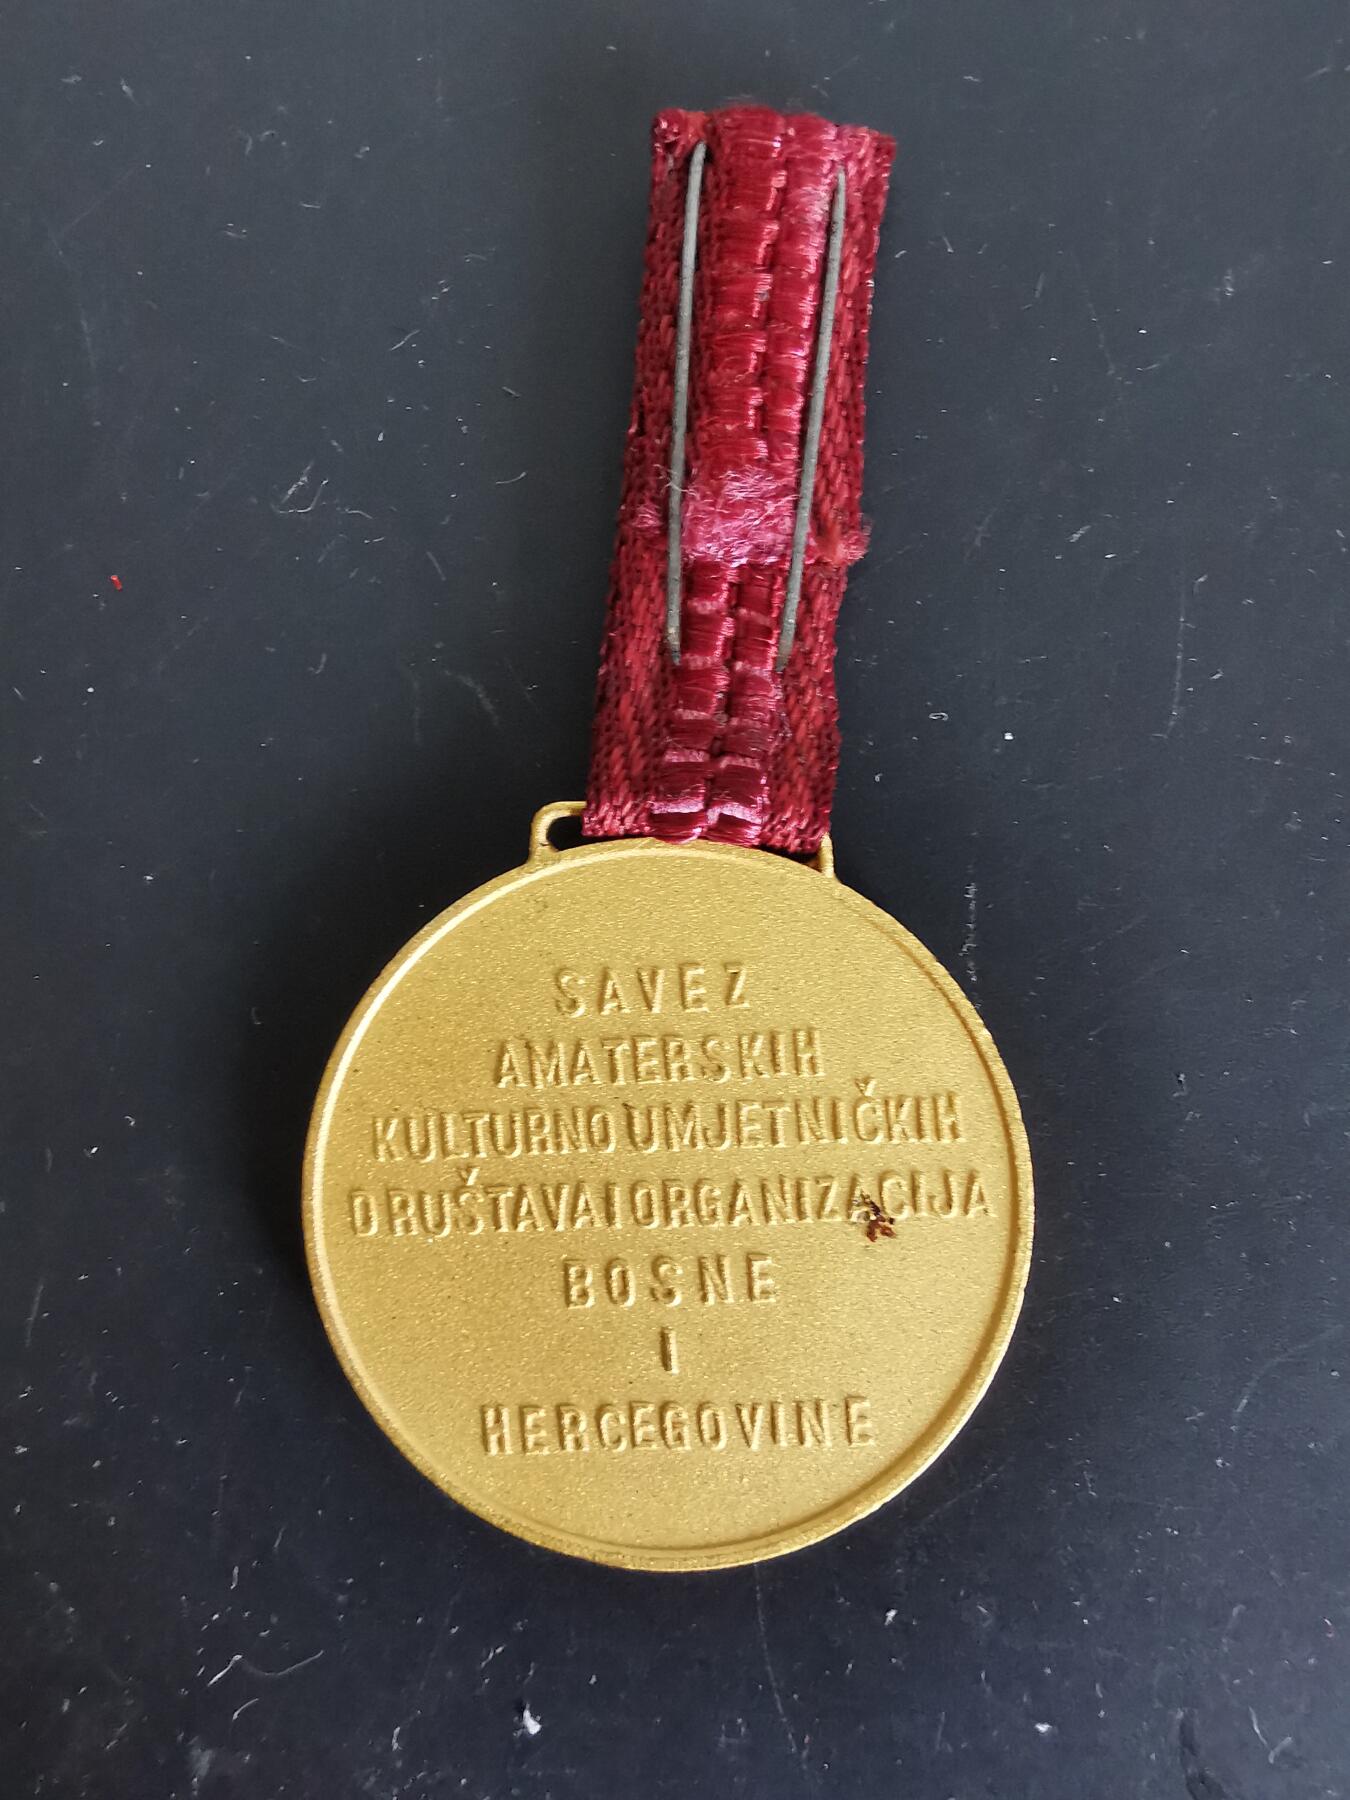 SAVEZ
AMATERSKIH
KULTURNO UMJETNIČKIH
DRUŠTAVA I ORGANIZACIJA
BOSNE
I
HERCEGOVINE